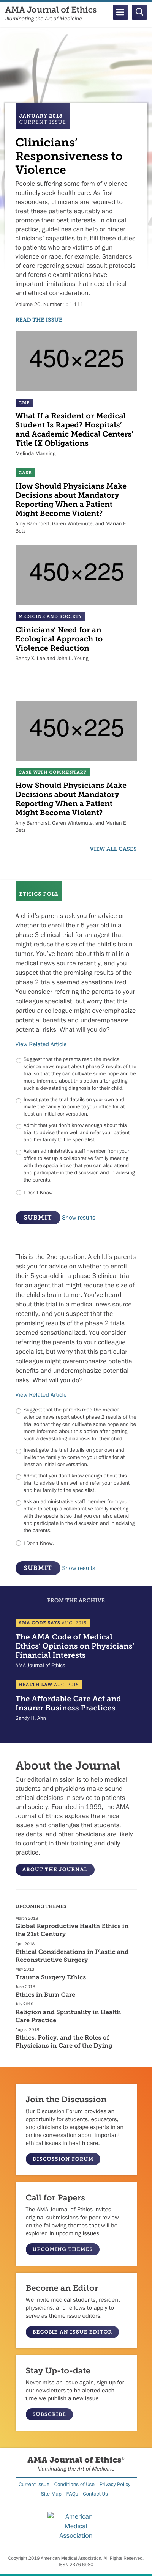 AMA Journal of Ethics
Illuminating the Art of Medicine
JANUARY 2018
CURRENT ISSUE
Clinicians’
Responsiveness to
Violence
People suffering some form of violence
routinely seek health care. As first
responders, clinicians are required to
treat those patients equitably and
promote their best interests. In clinical
practice, guidelines can help or hinder
clinicians’ capacities to fulfill those duties
to patients who are victims of gun
violence or rape, for example. Standards
of care regarding sexual assault protocols
and forensic examinations have
important limitations that need clinical
and ethical consideration.
Volume 20, Number 1: 1-111
READ THE ISSUE
450×225
CME
What If a Resident or Medical
Student Is Raped? Hospitals’
and Academic Medical Centers’
Title IX Obligations
Melinda Manning
CASE
How Should Physicians Make
Decisions about Mandatory
Reporting When a Patient
Might Become Violent?
Amy Barnhorst, Garen Wintemute, and Marian E.
Betz
450×225
MEDICINE AND SOCIETY
Clinicians’ Need for an
Ecological Approach to
Violence Reduction
Bandy X. Lee and John L. Young
450×225
CASE WITH COMMENTARY
How Should Physicians Make
Decisions about Mandatory
Reporting When a Patient
Might Become Violent?
Amy Barnhorst, Garen Wintemute, and Marian E.
Betz
VIEW ALL CASES
ETHICS POLL
A child’s parents ask you for advice on
whether to enroll their 5-year-old in a
phase 3 clinical trial for an agent that
might reduce the size of the child’s brain
tumor. You’ve read about this trial in a
medical news source recently, and you
suspect that the promising results of
phase 2 trials seemed sensationalized.
You consider referring the parents to your
colleague specialist, but worry that this
particular colleague might overemphasize
potential benefits and underemphasize
potential risks. What will you do?
View Related Article
Suggest that the parents read the medical
science news report about phase 2 results of the
trial so that they can cultivate some hope and be
more informed about this option after getting
such a devastating diagnosis for their child.
Investigate the trial details on your own and
invite the family to come to your office for at
least an initial conversation.
Admit that you don’t know enough about this
trial to advise them well and refer your patient
and her family to the specialist.
Ask an administrative staff member from your
office to set up a collaborative family meeting
with the specialist so that you can also attend
and participate in the discussion and in advising
the parents.
I Don't Know.
SUBMIT Show results
This is the 2nd question. A child’s parents
ask you for advice on whether to enroll
their 5-year-old in a phase 3 clinical trial
for an agent that might reduce the size of
the child’s brain tumor. You’ve read about
this trial in a medical news source
recently, and you suspect that the
promising results of phase 2 trials
seemed sensationalized. You consider
referring the parents to your colleague
specialist, but worry that this particular
colleague might overemphasize potential
benefits and underemphasize potential
risks. What will you do?
View Related Article
Suggest that the parents read the medical
science news report about phase 2 results of the
trial so that they can cultivate some hope and be
more informed about this option after getting
such a devastating diagnosis for their child.
Investigate the trial details on your own and
invite the family to come to your office for at
least an initial conversation.
Admit that you don’t know enough about this
trial to advise them well and refer your patient
and her family to the specialist.
Ask an administrative staff member from your
office to set up a collaborative family meeting
with the specialist so that you can also attend
and participate in the discussion and in advising
the parents.
I Don't Know.
SUBMIT Show results
FROM THE ARCHIVE
AMA CODE SAYS AUG. 2015
The AMA Code of Medical
Ethics’ Opinions on Physicians’
Financial Interests
AMA Journal of Ethics
HEALTH LAW AUG. 2015
The Affordable Care Act and
Insurer Business Practices
Sandy H. Ahn
About the Journal
Our editorial mission is to help medical
students and physicians make sound
ethical decisions in service to patients
and society. Founded in 1999, the AMA
Journal of Ethics explores the ethical
issues and challenges that students,
residents, and other physicians are likely
to confront in their training and daily
practice.
ABOUT THE JOURNAL
UPCOMING THEMES
March 2018
Global Reproductive Health Ethics in
the 21st Century
April 2018
Ethical Considerations in Plastic and
Reconstructive Surgery
May 2018
Trauma Surgery Ethics
June 2018
Ethics in Burn Care
July 2018
Religion and Spirituality in Health
Care Practice
August 2018
Ethics, Policy, and the Roles of
Physicians in Care of the Dying
Join the Discussion
Our Discussion Forum provides an
opportunity for students, educators,
and clinicians to engage experts in an
online conversation about important
ethical issues in health care.
DISCUSSION FORUM
Call for Papers
The AMA Journal of Ethics invites
original submissions for peer review
on the following themes that will be
explored in upcoming issues.
UPCOMING THEMES
Become an Editor
We invite medical students, resident
physicians, and fellows to apply to
serve as theme issue editors.
BECOME AN ISSUE EDITOR
Stay Up-to-date
Never miss an issue again, sign up
for our newsletters to be alerted each
time we publish a new issue.
SUBSCRIBE
AMA Journal of Ethics®
Illuminating the Art of Medicine
Current Issue Conditions of Use Privacy Policy
Site Map FAQs Contact Us
American
Medical
Association
Copyright 2019 American Medical Association. All Rights Reserved.
ISSN 2376-6980